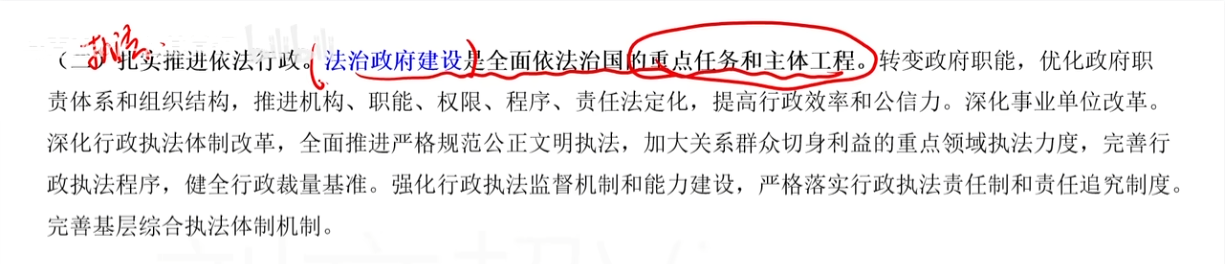 执法
（二）扎实推进依法行政。法治政府建设是全面依法治国的重点任务和主体工程。转变政府职能，优化政府职
责体系和组织结构，推进机构、职能、权限、程序、责任法定化，提高行政效率和公信力。深化事业单位改革。
深化行政执法体制改革，全面推进严格规范公正文明执法，加大关系群众切身利益的重点领域执法力度，完善行
政执法程序，健全行政裁量基准。强化行政执法监督机制和能力建设，严格落实行政执法责任制和责任追究制度。
完善基层综合执法体制机制。